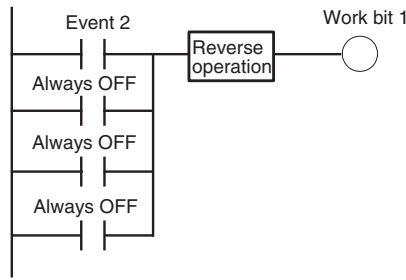 Event 2
Work bit 1
Reverse
operation
Always OFF
Always OFF
Always OFF